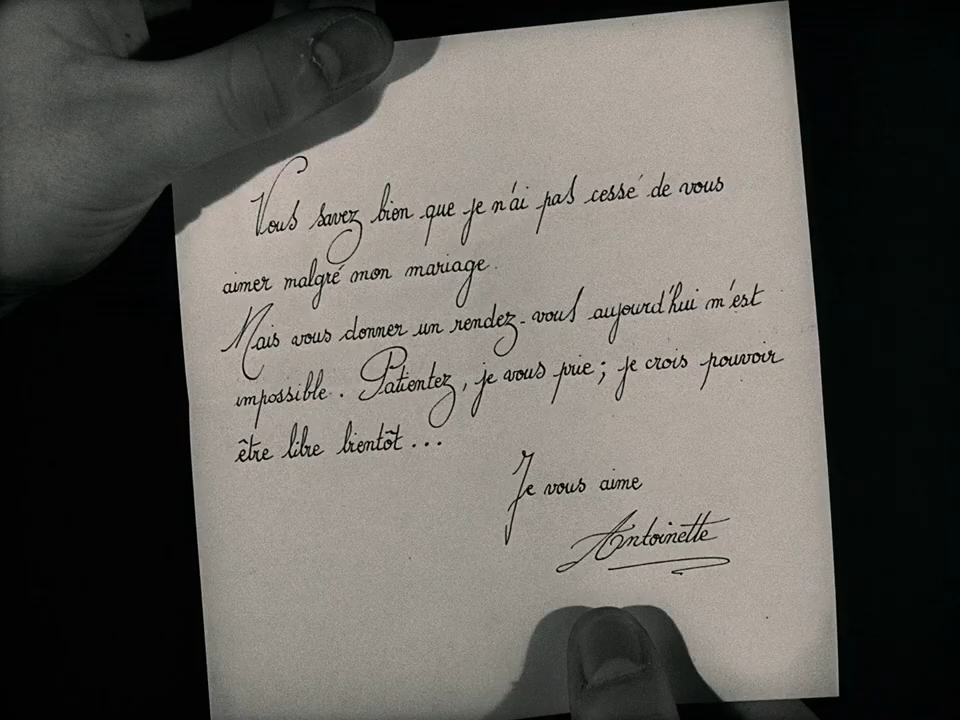 Vous savez bien que je n'ai pas cessé de vous
aimer malgré mon mariage.
Mais vous donner un rendez-vous aujourd'hui m'est
impossible. Patientez, je vous prie ; je crois pouvoir
être libre bientôt ...
Je vous aime
Antoinette